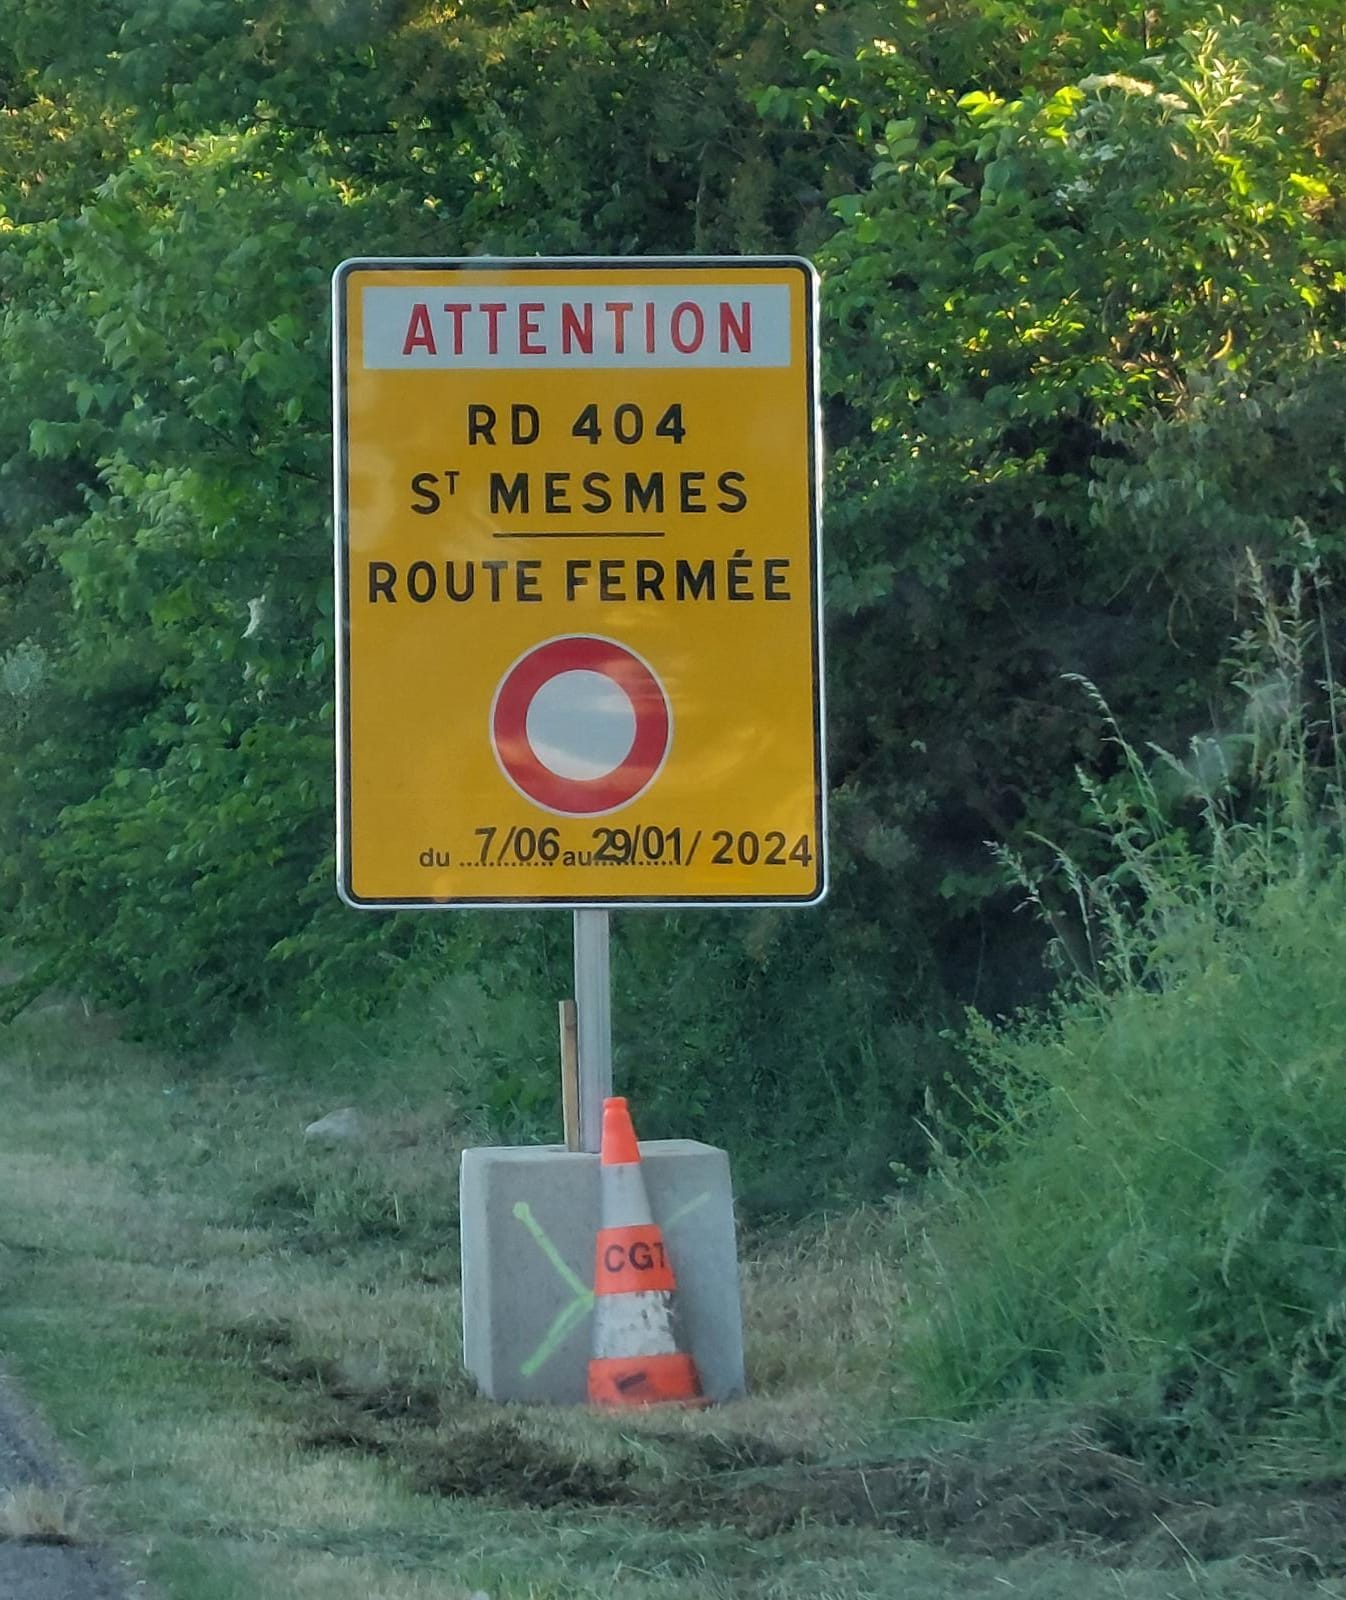 ATTENTION
RD 404
ST MESMES
ROUTE FERMÉE
du 7/06 au 29/01/ 2024
CGT